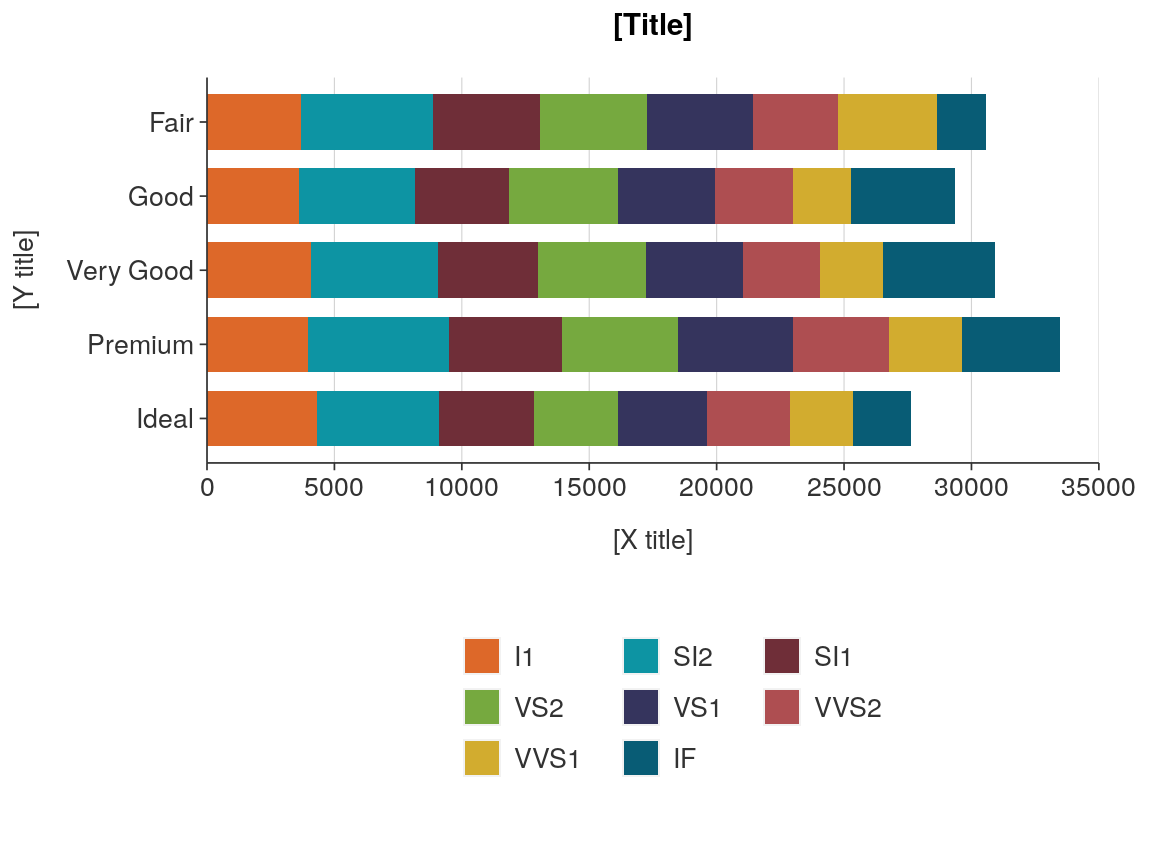 [Title]
[Y title]
Fair
Good
Very Good
Premium
Ideal
0 5000 10000 15000 20000 25000 30000 35000
[X title]
I1 SI2 SI1
VS2 VS1 VVS2
VVS1 IF